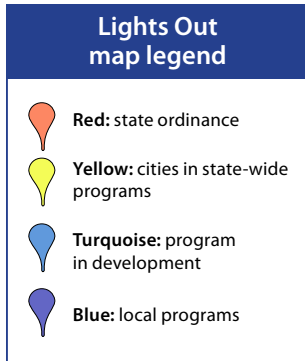 Lights Out
map legend
Red: state ordinance
Yellow: cities in state-wide
programs
Turquoise: program
in development
Blue: local programs